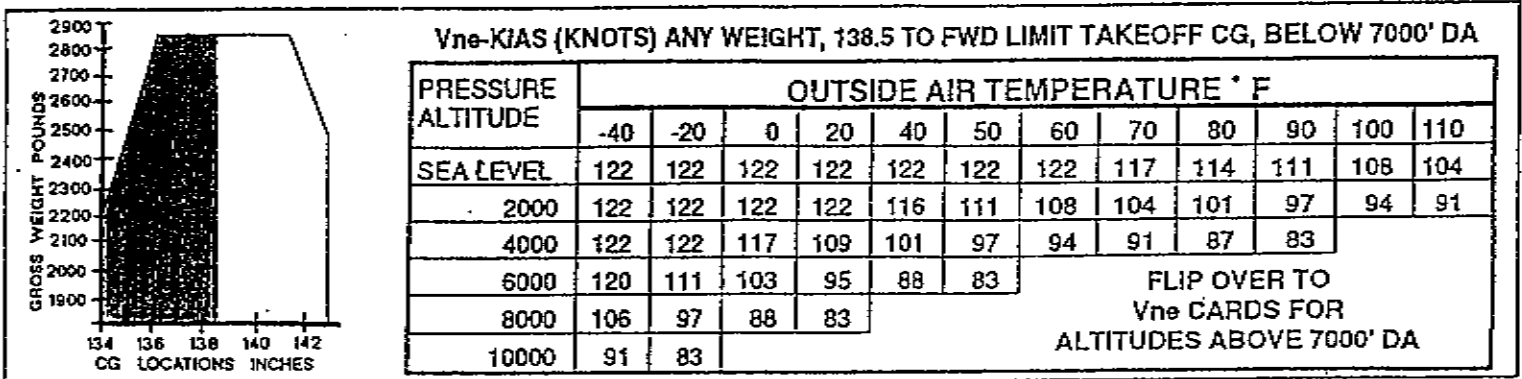 Vne-KIAS (KNOTS) ANY WEIGHT, 138.5 TO FWD LIMIT TAKEOFF CG, BELOW 7000' DA
2900
2800
2700
2600
2500
2400
2300
2200
2100
2000
1900
GROSS WEIGHT POUNDS
134 136 138 140 142
CG LOCATIONS INCHES
PRESSURE ALTITUDE
OUTSIDE AIR TEMPERATURE ° F
-40 -20 0 20 40 50 60 70 80 90 100 110
SEA LEVEL 122 122 122 122 122 122 122 117 114 111 108 104
2000 122 122 122 122 116 111 108 104 101 97 94 91
4000 122 122 117 109 101 97 94 91 87 83
6000 120 111 103 95 88 83
8000 106 97 88 83
10000 91 83
FLIP OVER TO
Vne CARDS FOR
ALTITUDES ABOVE 7000' DA